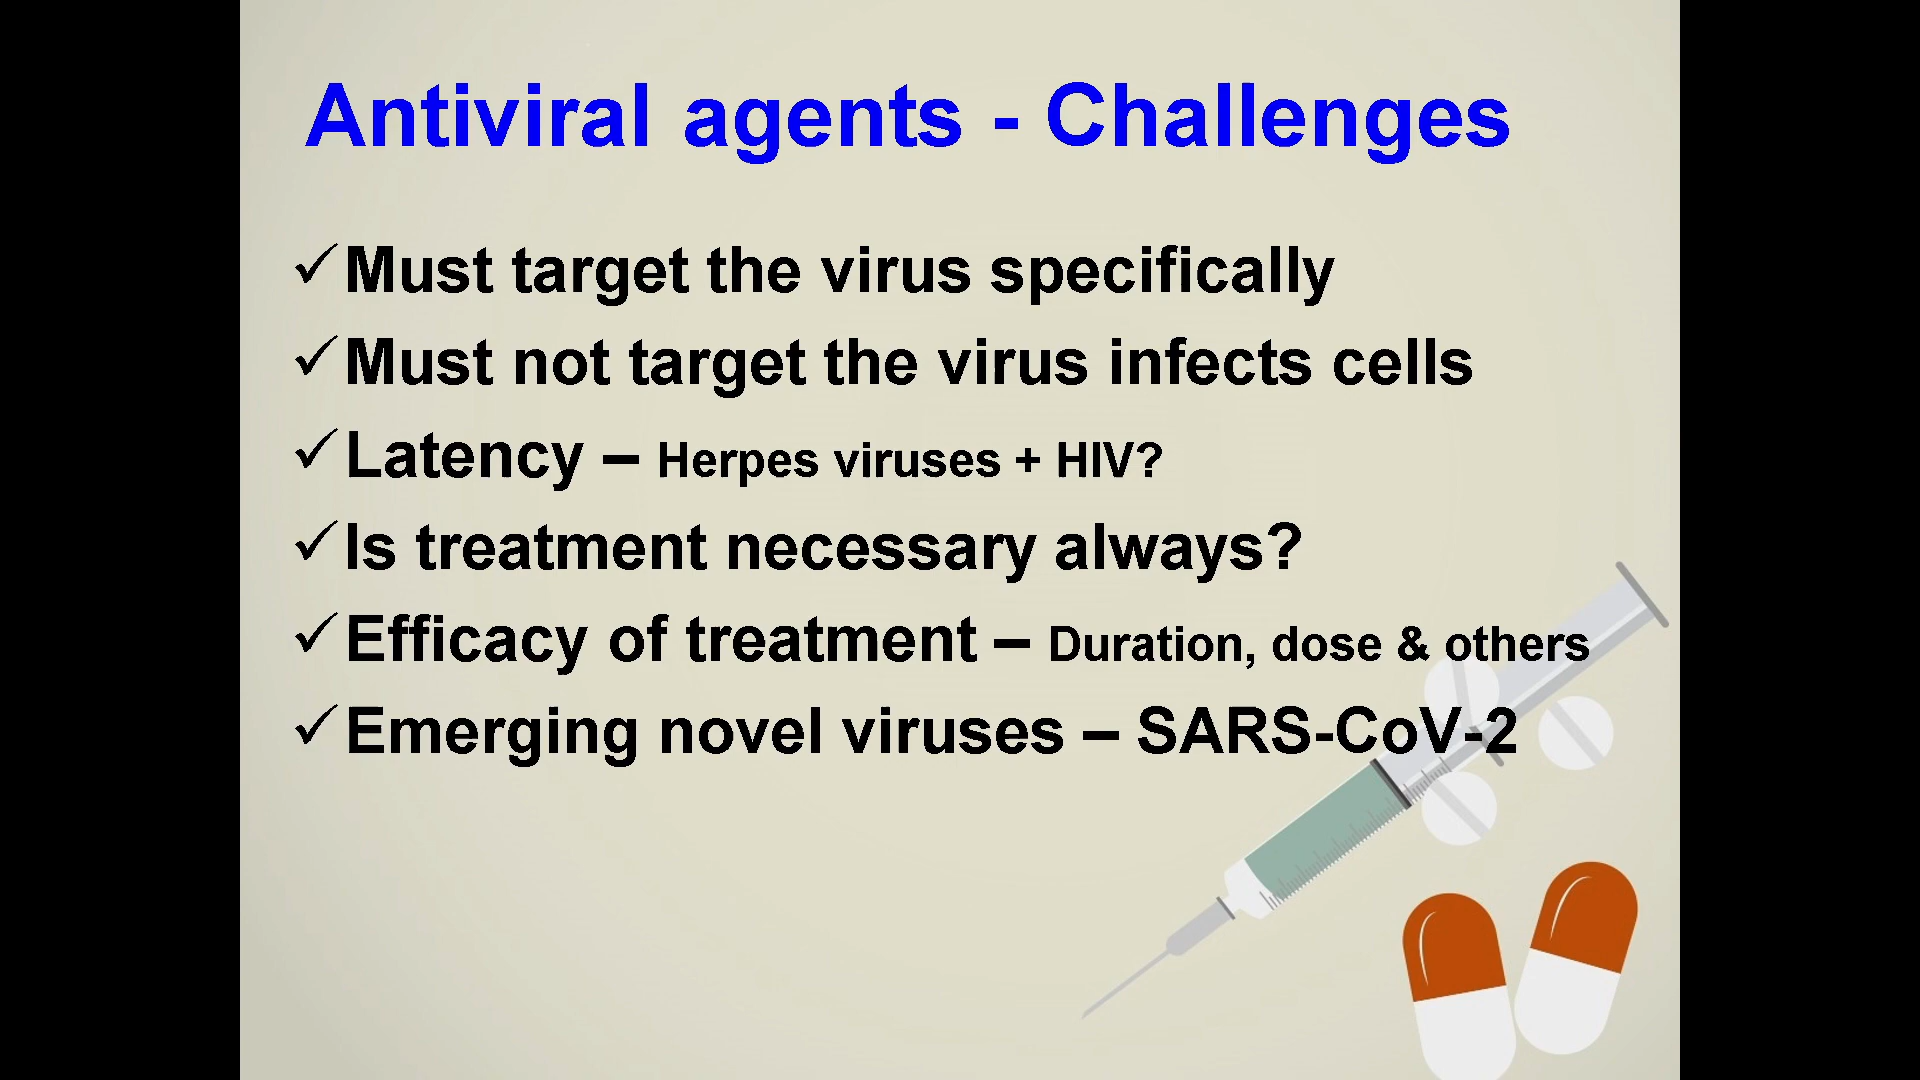 Antiviral agents - Challenges
✓Must target the virus specifically
✓Must not target the virus infects cells
✓Latency – Herpes viruses + HIV?
✓Is treatment necessary always?
✓Efficacy of treatment – Duration, dose & others
✓Emerging novel viruses – SARS-CoV-2